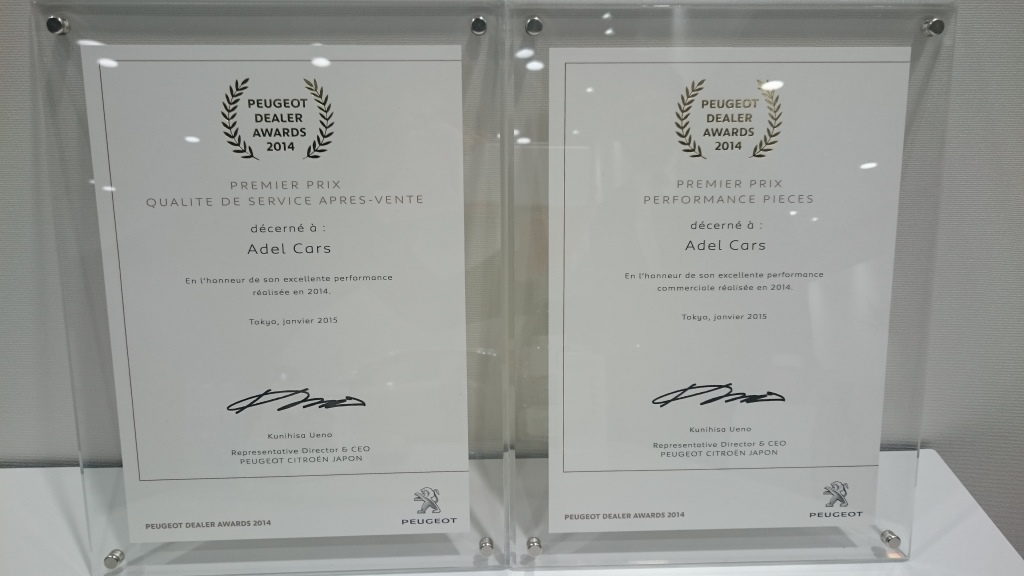 PEUGEOT
DEALER
AWARDS
2014
PREMIER PRIX
QUALITE DE SERVICE APRES-VENTE
décerné à :
Adel Cars
En l'honneur de son excellente performance
réalisée en 2014.
Tokyo, janvier 2015
Kunihisa Ueno
Representative Director & CEO
PEUGEOT CITROËN JAPON
PEUGEOT DEALER AWARDS 2014
PEUGEOT
PEUGEOT
DEALER
AWARDS
2014
PREMIER PRIX
PERFORMANCE PIECES
décerné à :
Adel Cars
En l'honneur de son excellente performance
commerciale réalisée en 2014.
Tokyo, janvier 2015
Kunihisa Ueno
Representative Director & CEO
PEUGEOT CITROËN JAPON
PEUGEOT DEALER AWARDS 2014
PEUGEOT